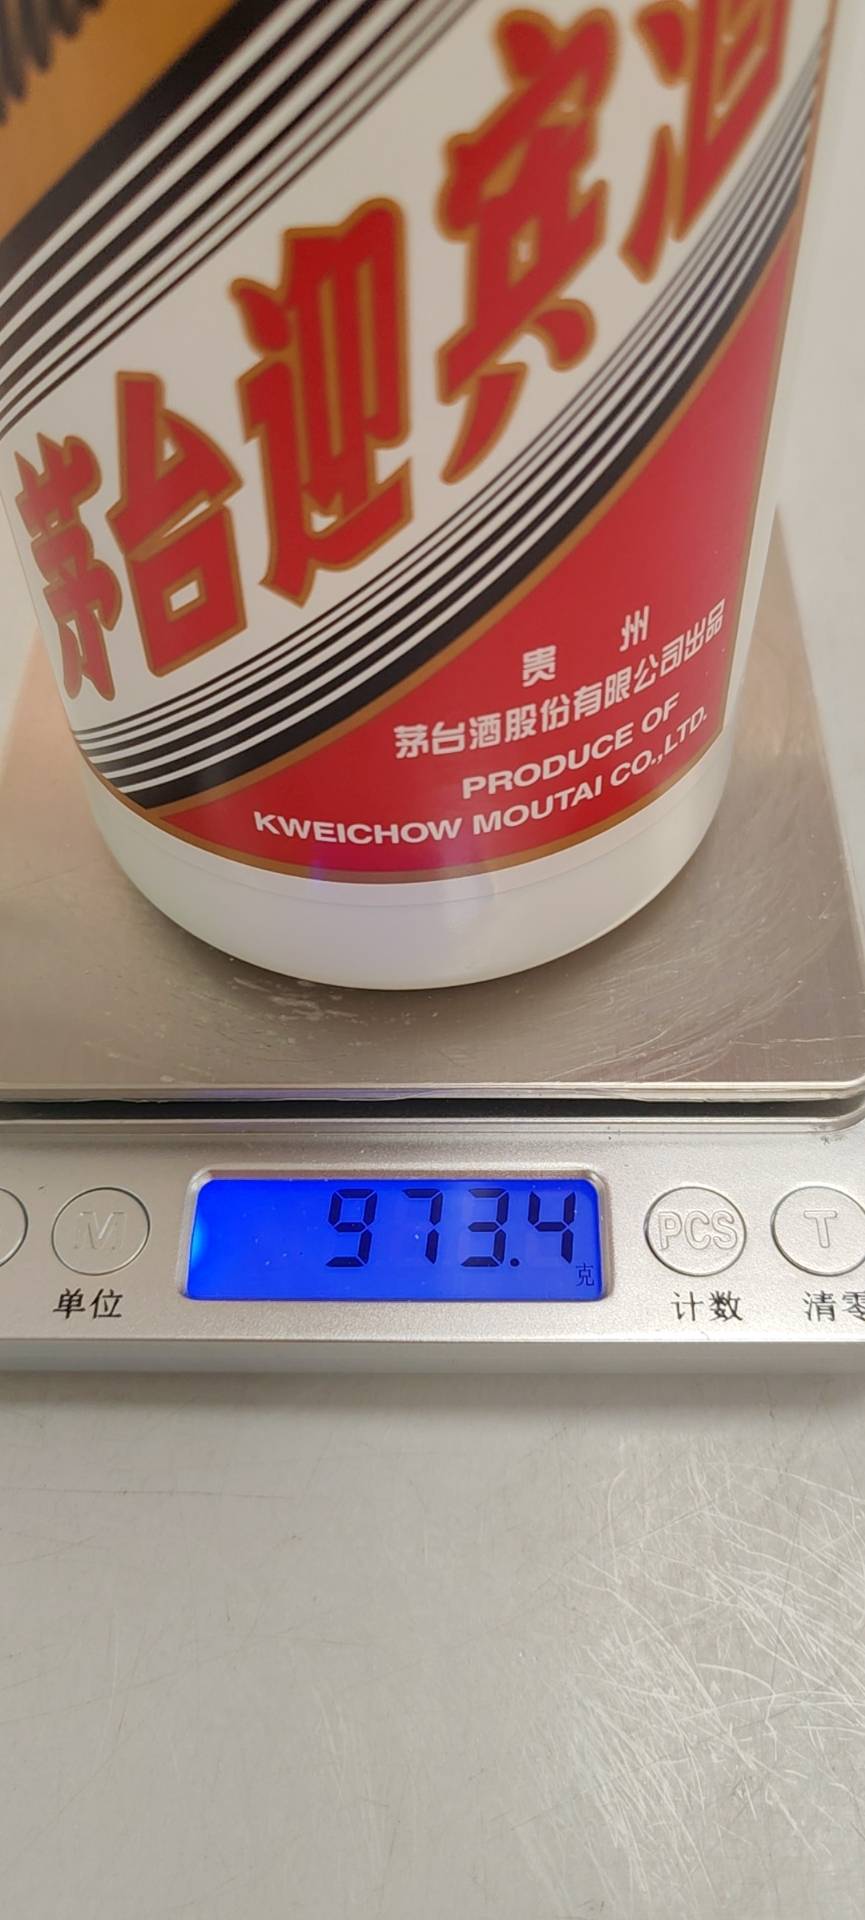 茅台迎宾酒
贵 州
茅台酒股份有限公司出品
PRODUCE OF
KWEICHOW MOUTAI CO.,LTD.
973.4
克
M
PCS
T
单位
计数
清零